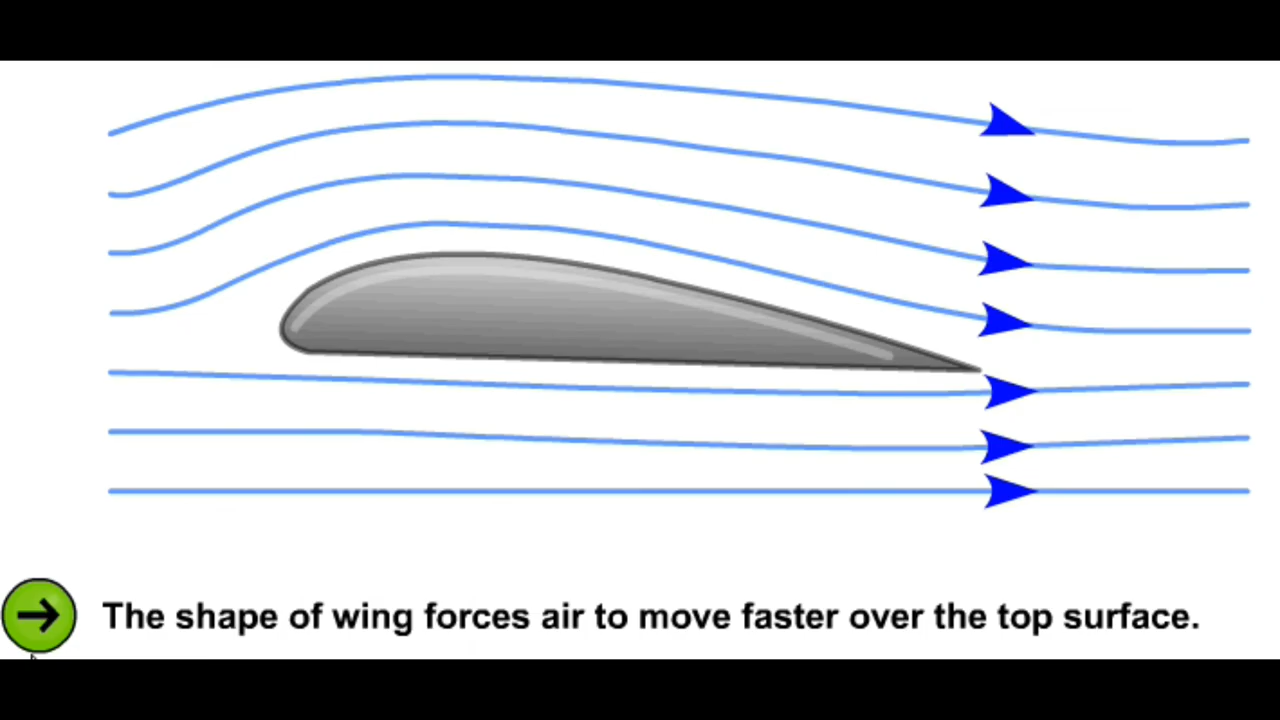 The shape of wing forces air to move faster over the top surface.